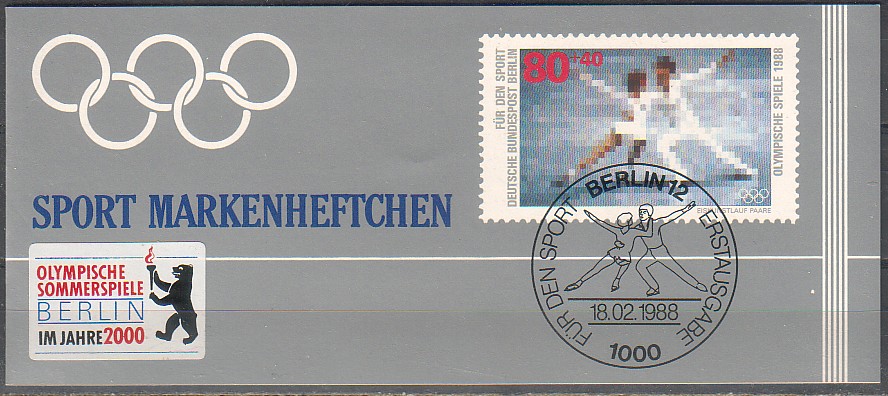 SPORT MARKENHEFTCHEN
OLYMPISCHE
SOMMERSPIELE
BERLIN
IM JAHRE 2000
80+40
FÜR DEN SPORT
DEUTSCHE BUNDESPOST BERLIN
OLYMPISCHE SPIELE 1988
PAARE
BERLIN 12
FÜR DEN SPORT
ERSTAUSGABE
18.02.1988
1000